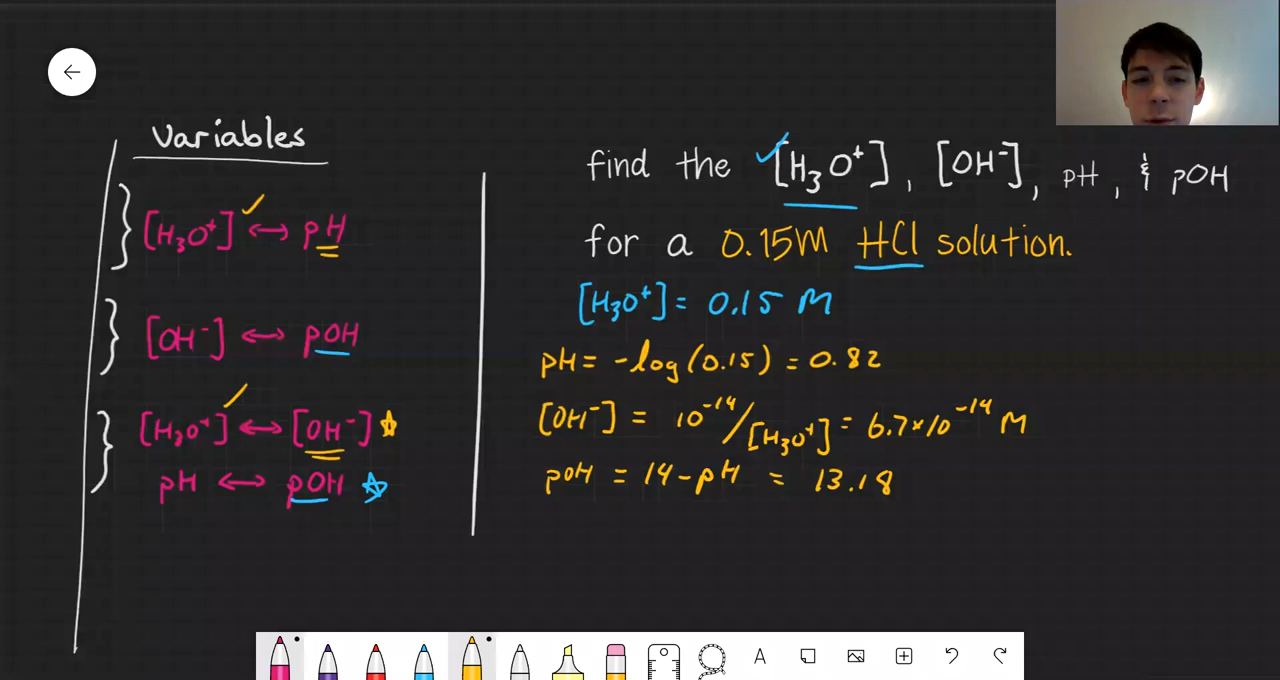 Variables
[H₃O⁺] ↔ pH
[OH⁻] ↔ pOH
[H₃O⁺] ↔ [OH⁻]
pH ↔ pOH
find the [H₃O⁺], [OH⁻], pH, & pOH
for a 0.15M HCl solution.
[H₃O⁺] = 0.15 M
pH = -log(0.15) = 0.82
[OH⁻] = 10⁻¹⁴/[H₃O⁺] = 6.7×10⁻¹⁴ M
pOH = 14-pH = 13.18
A